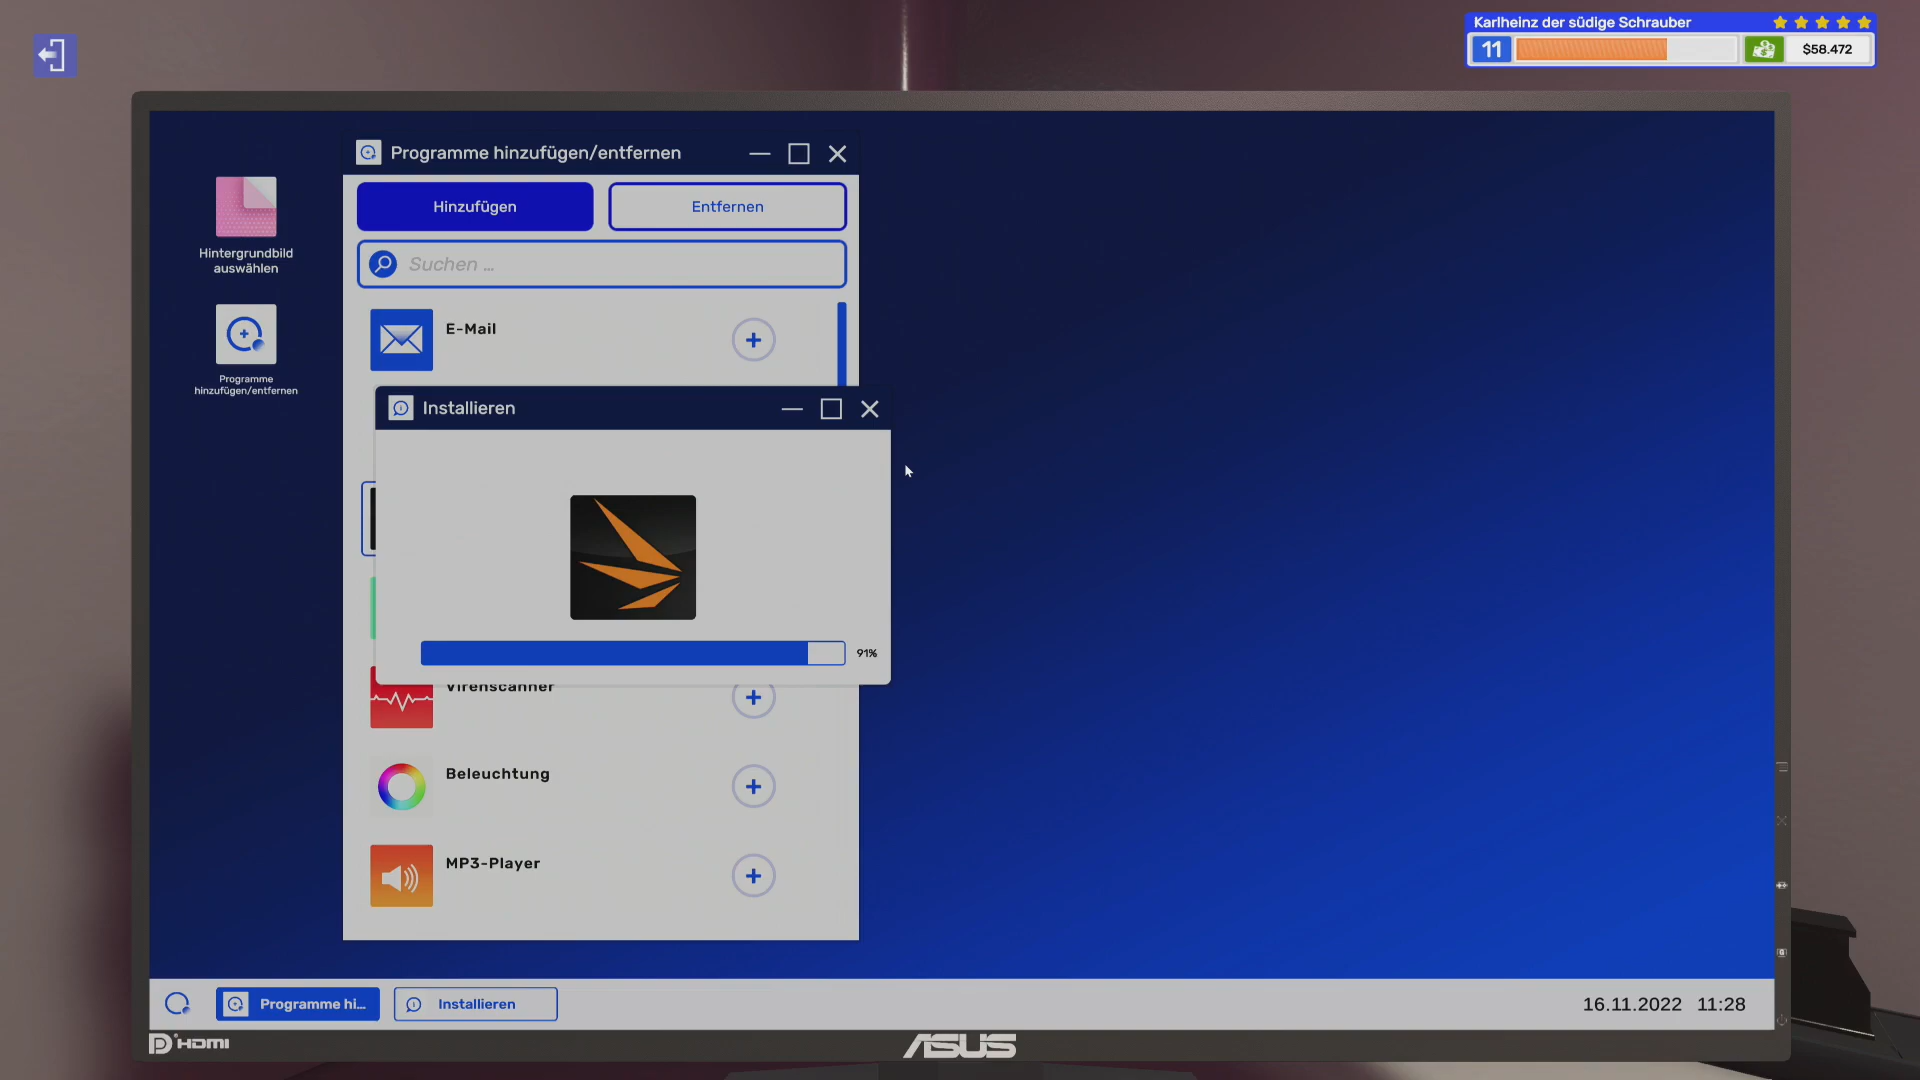 Karlheinz der südige Schrauber
11
$58.472
Programme hinzufügen/entfernen
Hinzufügen
Entfernen
Suchen ...
Hintergrundbild
auswählen
Programme
hinzufügen/entfernen
E-Mail
Installieren
91%
Virenscanner
Beleuchtung
MP3-Player
Programme hi...
Installieren
16.11.2022 11:28
HDMI
ASUS